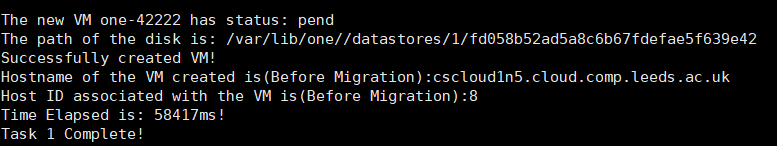 The new VM one-42222 has status: pend
The path of the disk is: /var/lib/one//datastores/1/fd058b52ad5a8c6b67fdefae5f639e42
Successfully created VM!
Hostname of the VM created is(Before Migration):cscloud1n5.cloud.comp.leeds.ac.uk
Host ID associated with the VM is(Before Migration):8
Time Elapsed is: 58417ms!
Task 1 Complete!